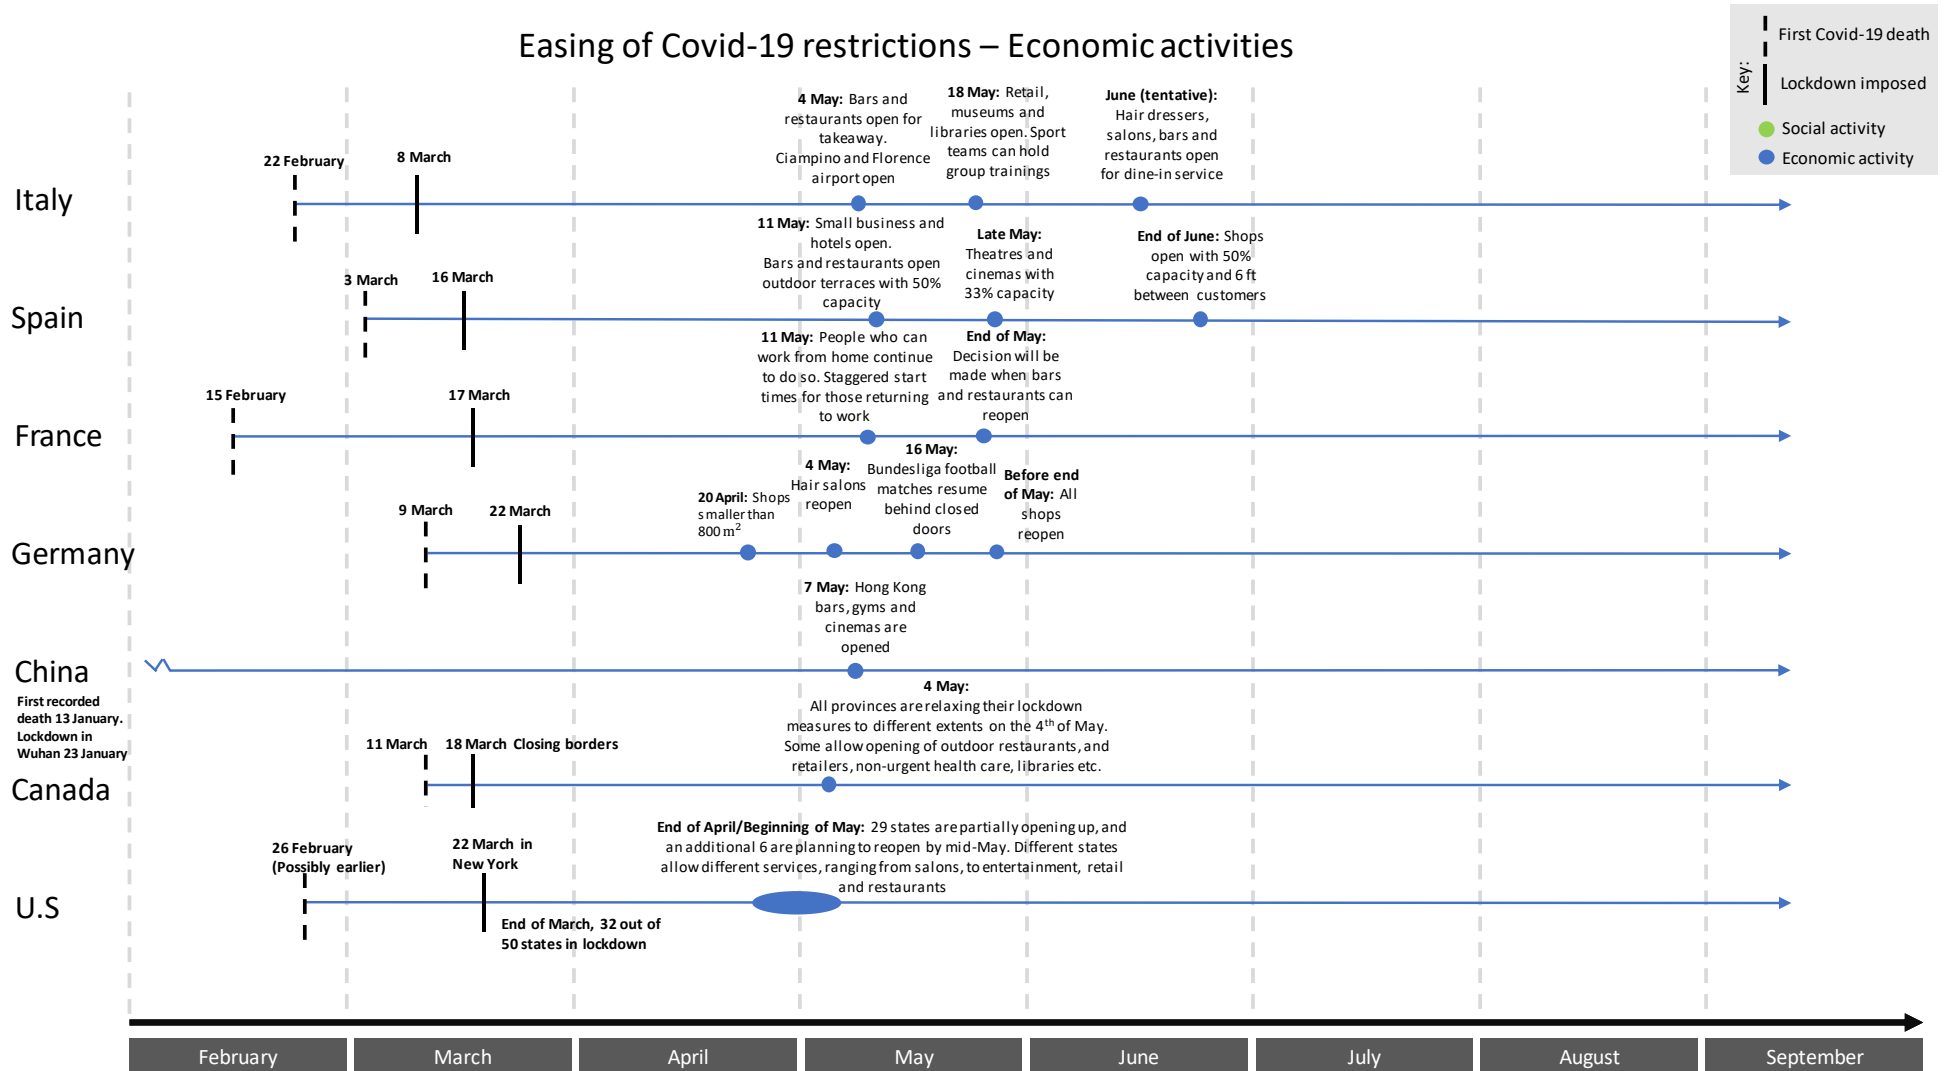 Easing of Covid-19 restrictions – Economic activities
Key:
First Covid-19 death
Lockdown imposed
Social activity
Economic activity
Italy
22 February
8 March
4 May: Bars and
restaurants open for
takeaway.
Ciampino and Florence
airport open
18 May: Retail,
museums and
libraries open. Sport
teams can hold
group trainings
June (tentative):
Hair dressers,
salons, bars and
restaurants open
for dine-in service
Spain
3 March
16 March
11 May: Small business and
hotels open.
Bars and restaurants open
outdoor terraces with 50%
capacity
Late May:
Theatres and
cinemas with
33% capacity
End of June: Shops
open with 50%
capacity and 6 ft
between customers
France
15 February
17 March
11 May: People who can
work from home continue
to do so. Staggered start
times for those returning
to work
End of May:
Decision will be
made when bars
and restaurants can
reopen
Germany
9 March
22 March
20 April: Shops
smaller than
800 m²
4 May:
Hair salons
reopen
16 May:
Bundesliga football
matches resume
behind closed
doors
Before end
of May: All
shops
reopen
China
First recorded
death 13 January.
Lockdown in
Wuhan 23 January
7 May: Hong Kong
bars, gyms and
cinemas are
opened
Canada
11 March
18 March Closing borders
4 May:
All provinces are relaxing their lockdown
measures to different extents on the 4th of May.
Some allow opening of outdoor restaurants, and
retailers, non-urgent health care, libraries etc.
U.S
26 February
(Possibly earlier)
22 March in
New York
End of March, 32 out of
50 states in lockdown
End of April/Beginning of May: 29 states are partially opening up, and
an additional 6 are planning to reopen by mid-May. Different states
allow different services, ranging from salons, to entertainment, retail
and restaurants
February
March
April
May
June
July
August
September